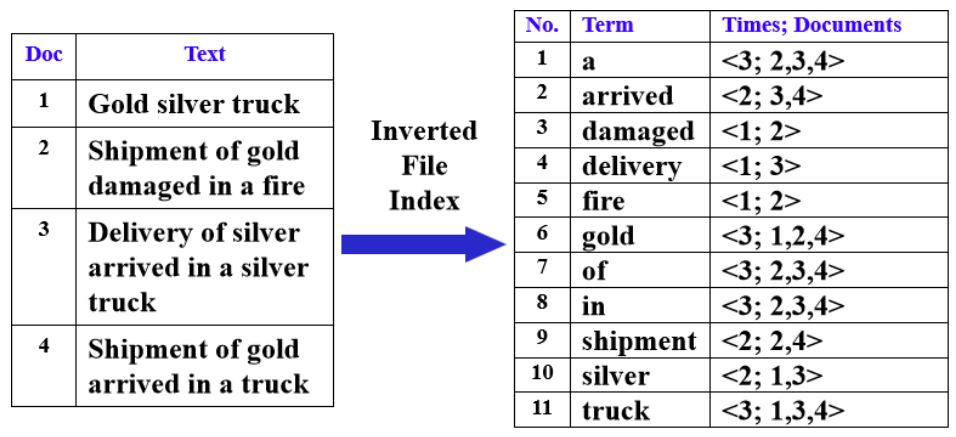 Doc Text
1 Gold silver truck
2 Shipment of gold
damaged in a fire
3 Delivery of silver
arrived in a silver
truck
4 Shipment of gold
arrived in a truck
Inverted
File
Index
No. Term Times; Documents
1 a <3; 2,3,4>
2 arrived <2; 3,4>
3 damaged <1; 2>
4 delivery <1; 3>
5 fire <1; 2>
6 gold <3; 1,2,4>
7 of <3; 2,3,4>
8 in <3; 2,3,4>
9 shipment <2; 2,4>
10 silver <2; 1,3>
11 truck <3; 1,3,4>